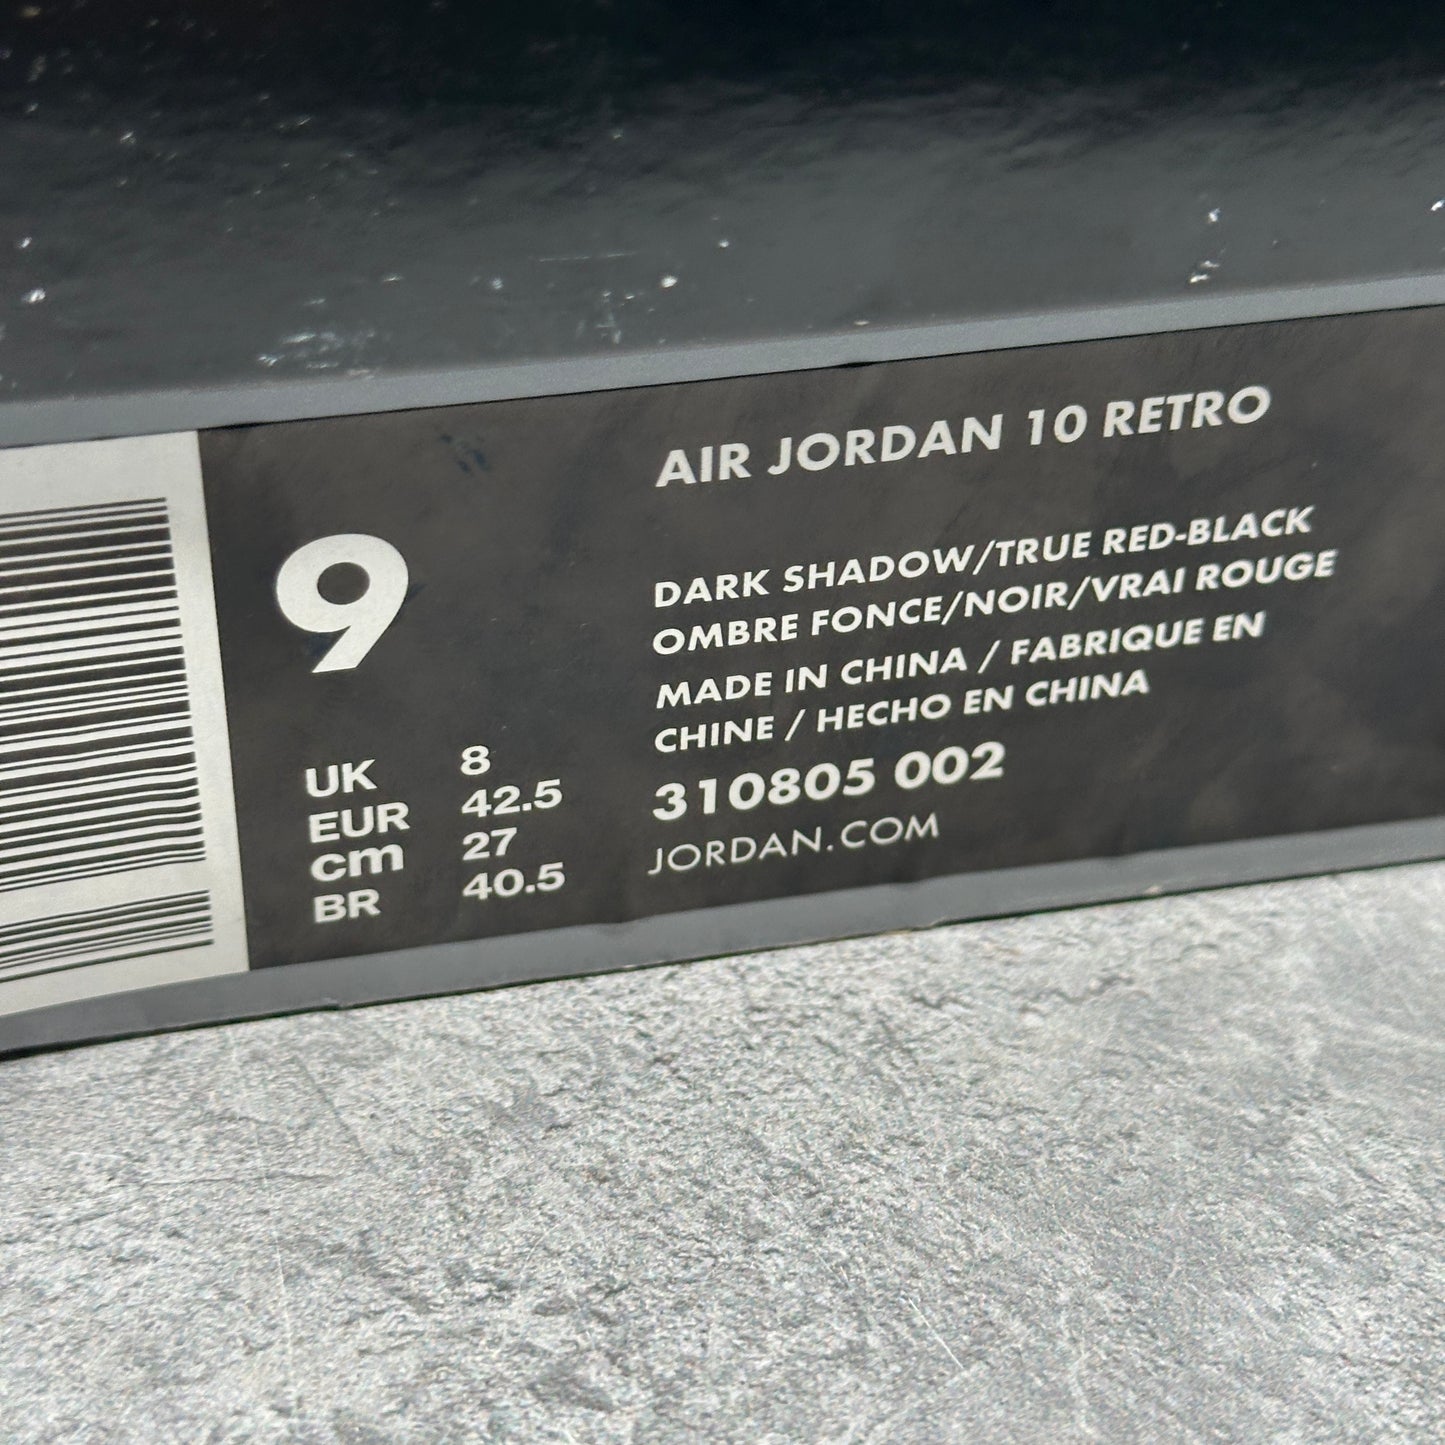 9
UK 8
EUR 42.5
cm 27
BR 40.5
AIR JORDAN 10 RETRO
DARK SHADOW/TRUE RED-BLACK
OMBRE FONCE/NOIR/VRAI ROUGE
MADE IN CHINA / FABRIQUE EN
CHINE / HECHO EN CHINA
310805 002
JORDAN.COM